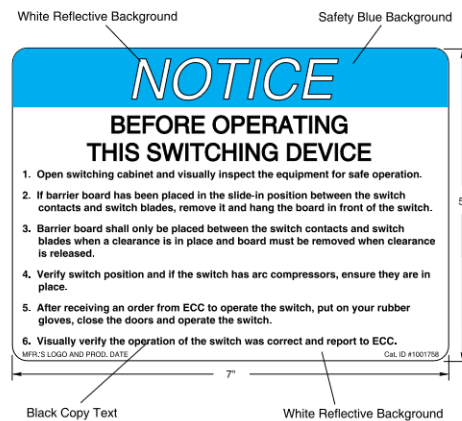 White Reflective Background
Safety Blue Background
NOTICE
BEFORE OPERATING
THIS SWITCHING DEVICE
1. Open switching cabinet and visually inspect the equipment for safe operation.
2. If barrier board has been placed in the slide-in position between the switch
contacts and switch blades, remove it and hang the board in front of the switch.
3. Barrier board shall only be placed between the switch contacts and switch
blades when a clearance is in place and board must be removed when clearance
is released.
4. Verify switch position and if the switch has arc compressors, ensure they are in
place.
5. After receiving an order from ECC to operate the switch, put on your rubber
gloves, close the doors and operate the switch.
6. Visually verify the operation of the switch was correct and report to ECC.
MFR.'S LOGO AND PROD. DATE
Cat. ID #1001758
7"
Black Copy Text
White Reflective Background